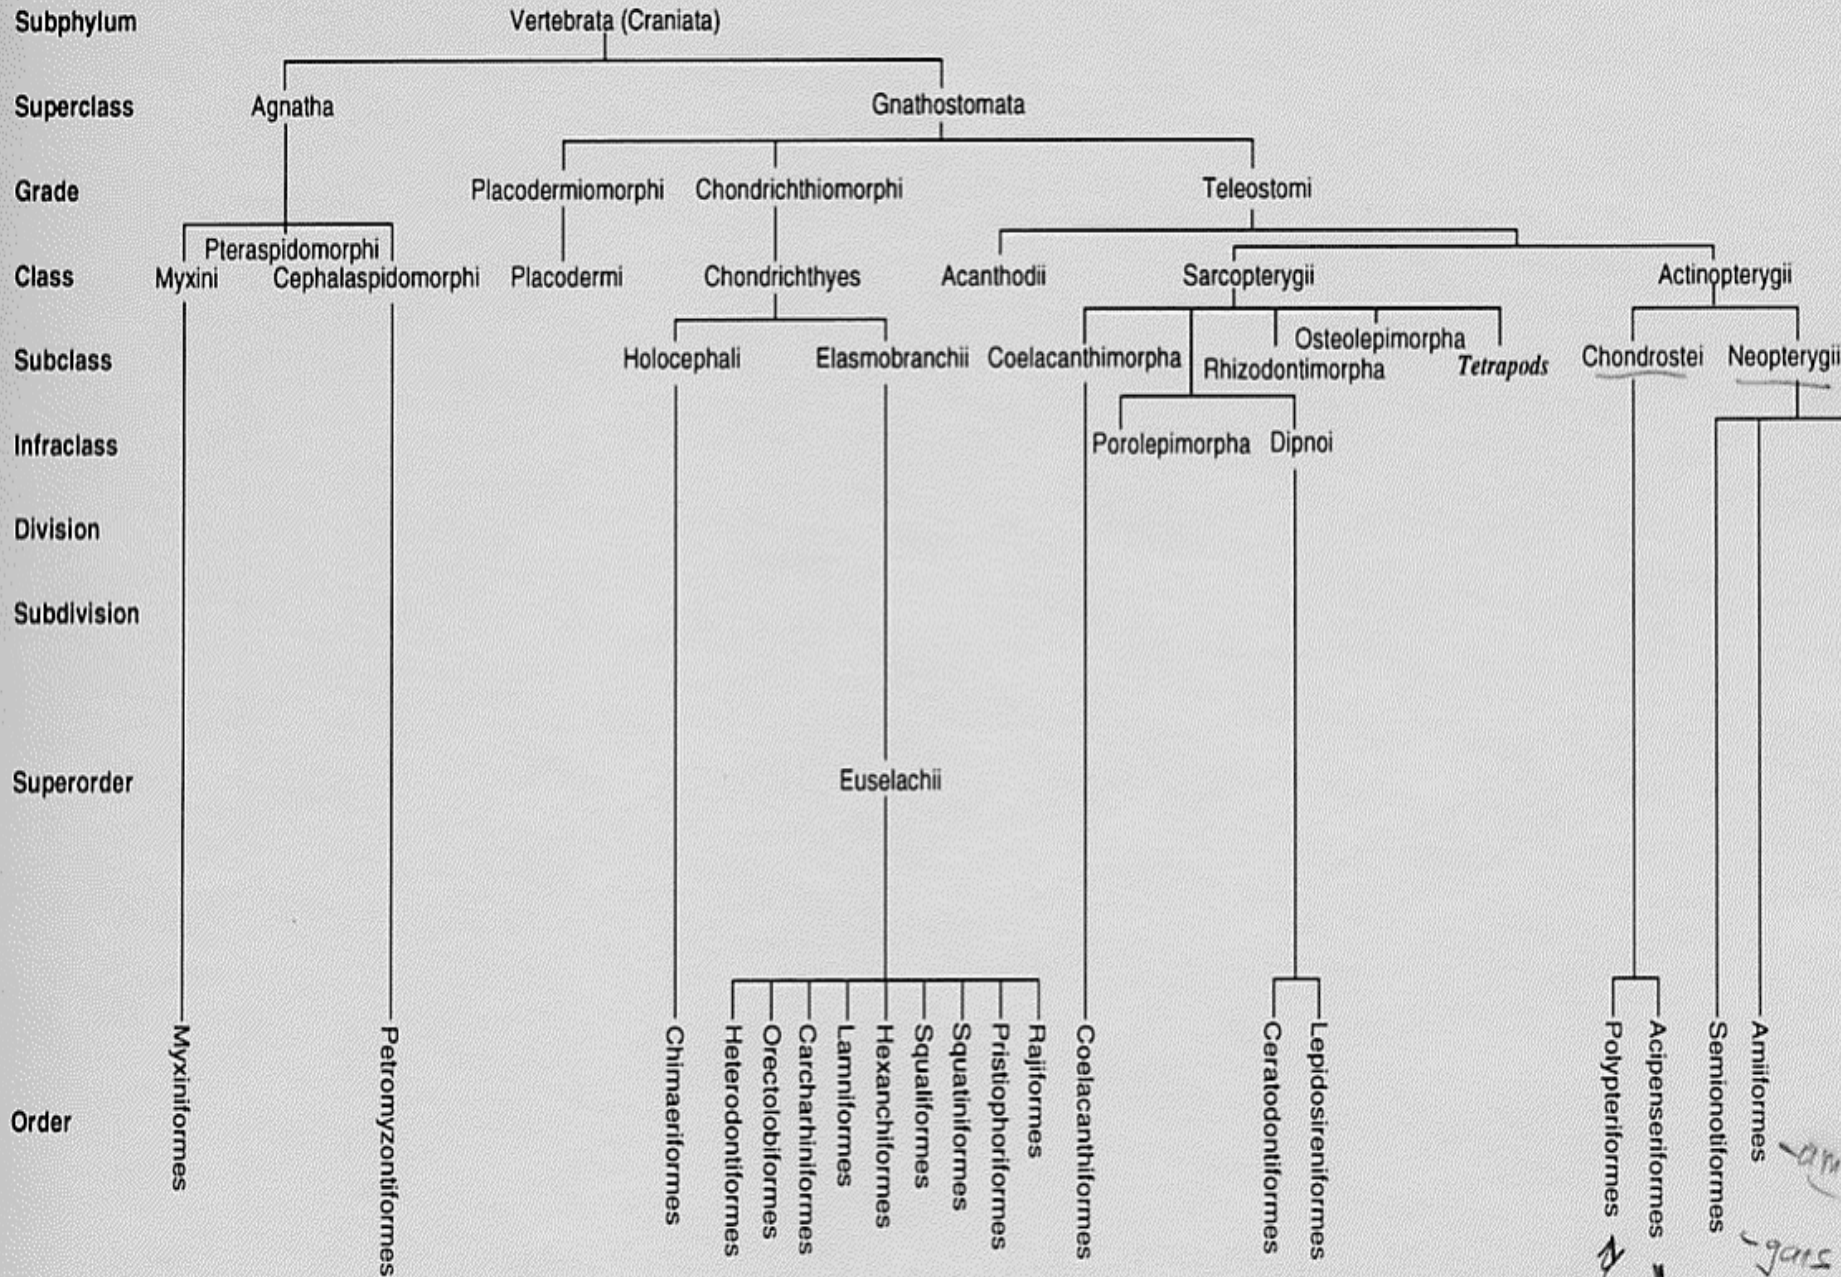 Subphylum Vertebrata (Craniata)
Superclass Agnatha Gnathostomata
Grade Placodermiomorphi Chondrichthiomorphi Teleostomi
Pteraspidomorphi
Class Myxini Cephalaspidomorphi Placodermi Chondrichthyes Acanthodii Sarcopterygii Actinopterygii
Osteolepimorpha
Subclass Holocephali Elasmobranchii Coelacanthimorpha Rhizodontimorpha Tetrapods Chondrostei Neopterygii
Infraclass Porolepimorpha Dipnoi
Division
Subdivision
Superorder Euselachii
Order
Myxiniformes
Petromyzontiformes
Chimaeriformes
Heterodontiformes
Orectolobiformes
Carcharhiniformes
Lamniformes
Hexanchiformes
Squaliformes
Squatiniformes
Pristiophoriformes
Rajiformes
Coelacanthiformes
Ceratodontiformes
Lepidosireniformes
Polypteriformes
Acipenseriformes
Semionotiformes
Amiiformes
-am
-gars